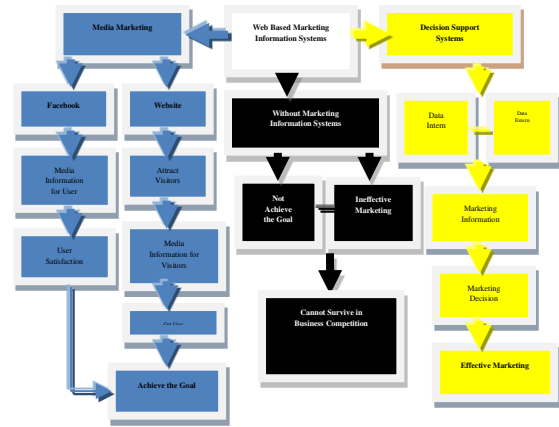 Media Marketing
Web Based Marketing
Information Systems
Decision Support
Systems
Facebook
Website
Without Marketing
Information Systems
Data
Intern
Data
Extern
Media
Information
for User
Attract
Visitors
Not
Achieve
the Goal
Ineffective
Marketing
Marketing
Information
User
Satisfaction
Media
Information for
Visitors
Marketing
Decision
Get User
Cannot Survive in
Business Competition
Achieve the Goal
Effective Marketing